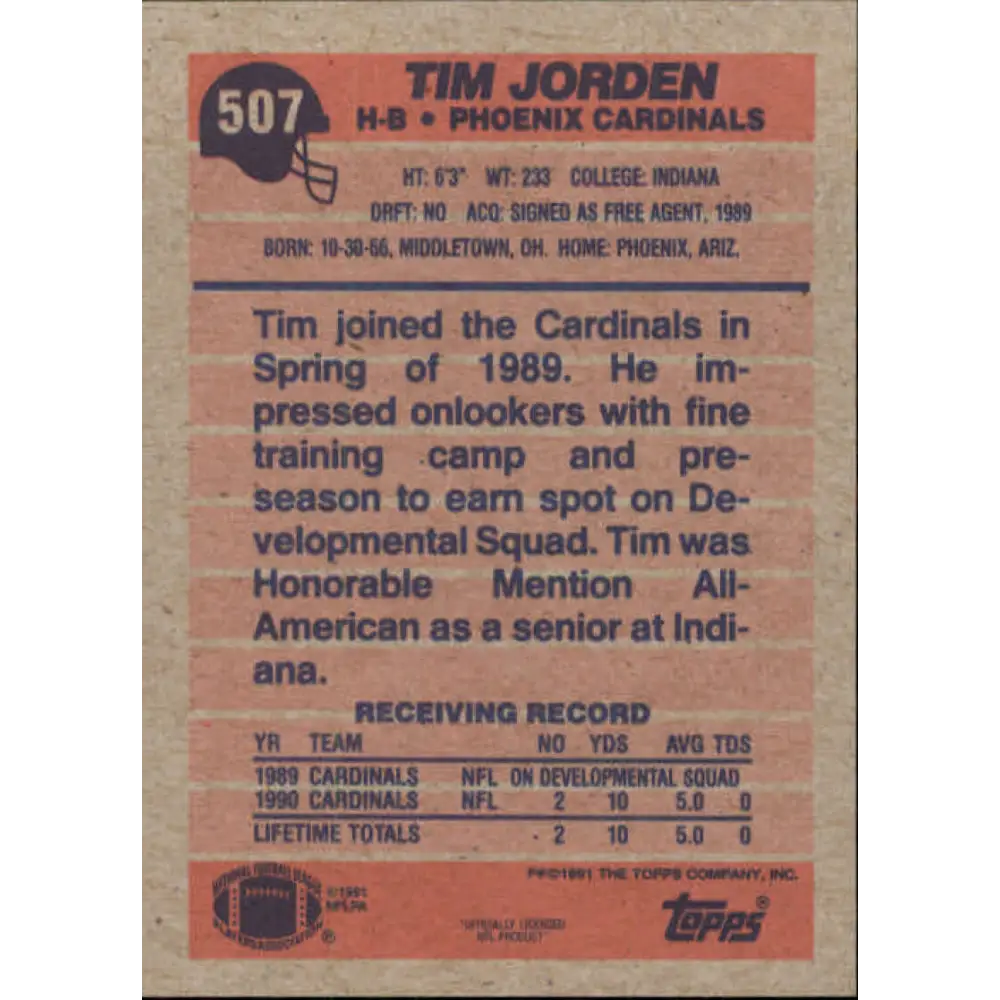 507
TIM JORDEN
H-B • PHOENIX CARDINALS
HT: 6'3" WT: 233 COLLEGE: INDIANA
DRFT: NO ACQ: SIGNED AS FREE AGENT, 1989
BORN: 10-30-66, MIDDLETOWN, OH. HOME: PHOENIX, ARIZ.
Tim joined the Cardinals in
Spring of 1989. He im-
pressed onlookers with fine
training camp and pre-
season to earn spot on De-
velopmental Squad. Tim was
Honorable Mention All-
American as a senior at Indi-
ana.
RECEIVING RECORD
YR TEAM NO YDS AVG TDS
1989 CARDINALS NFL ON DEVELOPMENTAL SQUAD
1990 CARDINALS NFL 2 10 5.0 0
LIFETIME TOTALS 2 10 5.0 0
©1991 THE TOPPS COMPANY, INC.
NATIONAL FOOTBALL LEAGUE
PLAYERS ASSOCIATION ®
©1991
NFLPA
"OFFICIALLY LICENSED
NFL PRODUCT"
TOPPS®